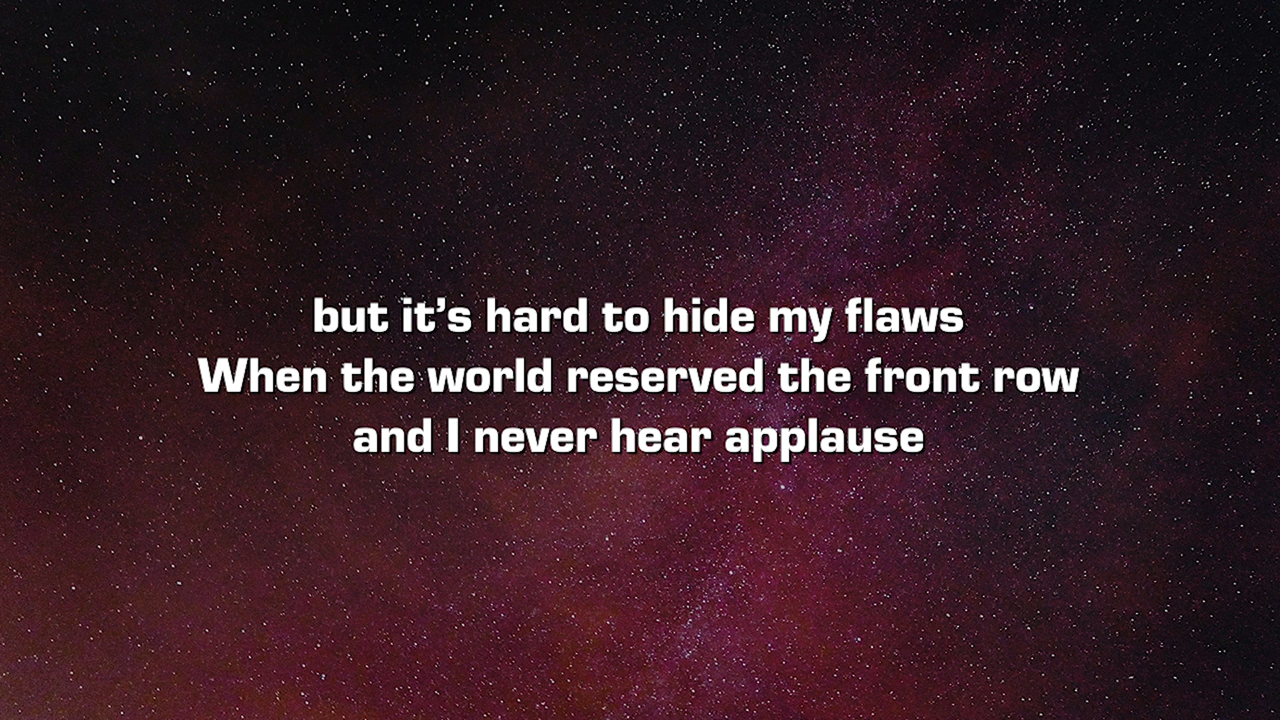 but it’s hard to hide my flaws
When the world reserved the front row
and I never hear applause